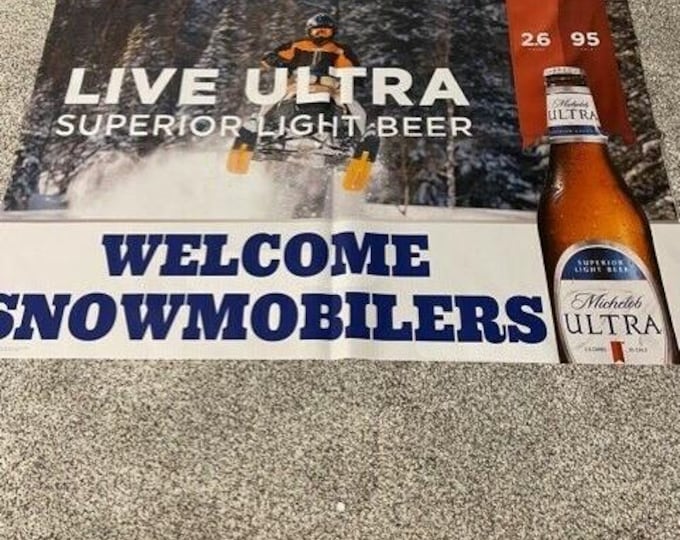 LIVE ULTRA
SUPERIOR LIGHT BEER
2.6 95
Michelob
ULTRA
WELCOME
SNOWMOBILERS
SUPERIOR
LIGHT BEER
Michelob
ULTRA